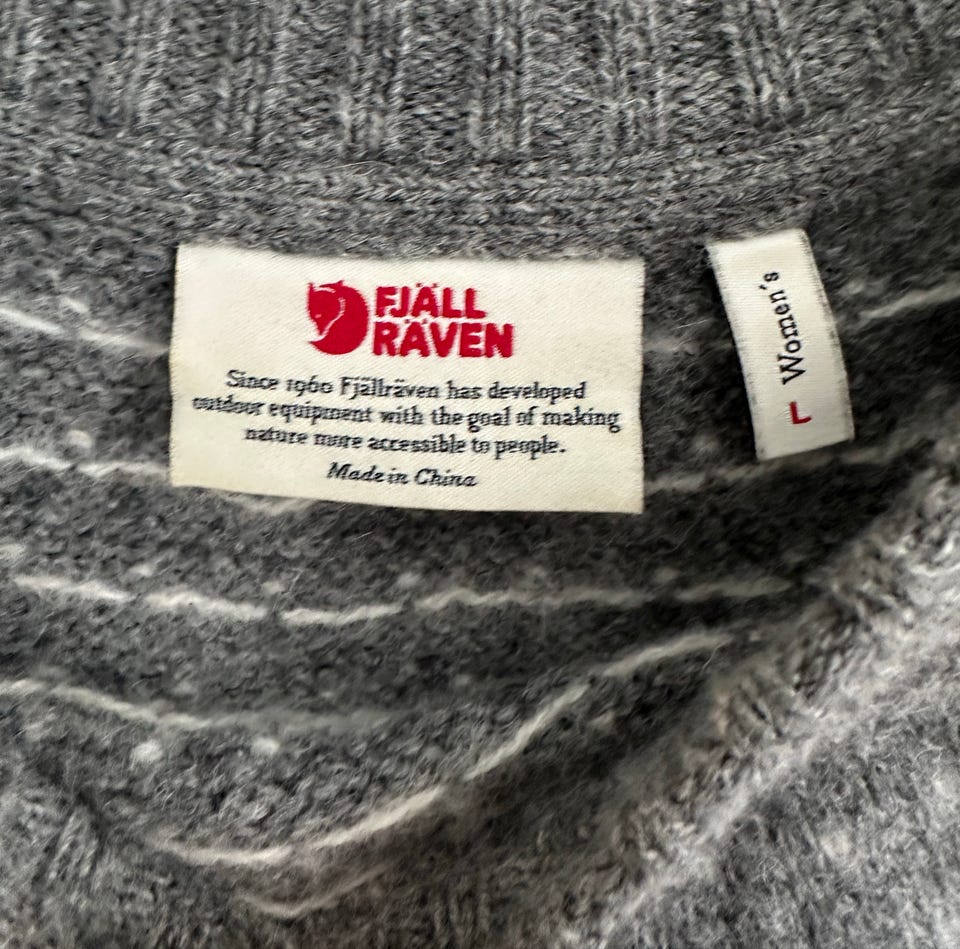 FJÄLL
RÄVEN
Since 1960 Fjällräven has developed
outdoor equipment with the goal of making
nature more accessible to people.
Made in China
L Women's